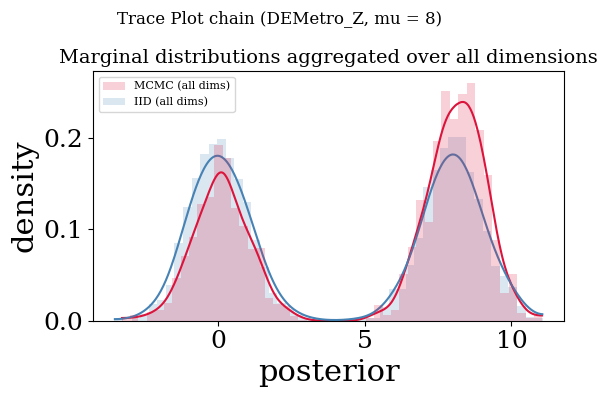 Trace Plot chain (DEMetro_Z, mu = 8)
Marginal distributions aggregated over all dimensions
MCMC (all dims)
IID (all dims)
density
0.2
0.1
0.0
0
5
10
posterior